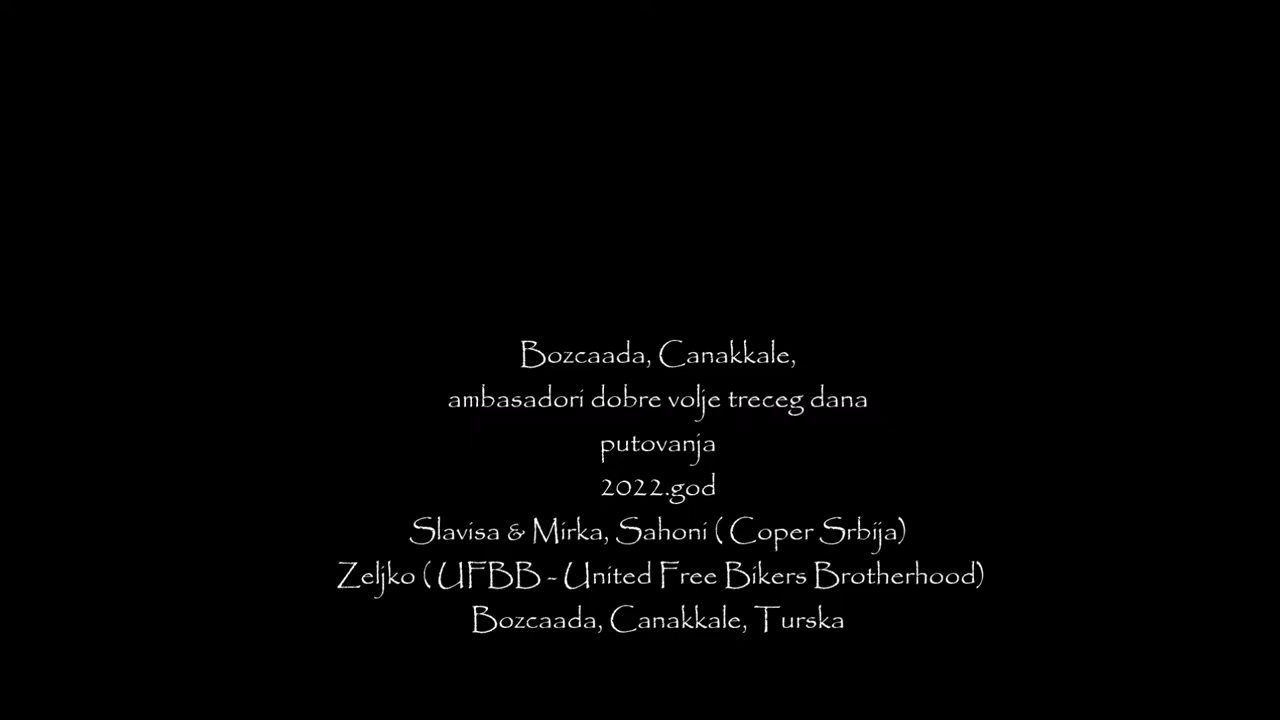 Bozcaada, Canakkale,
ambasadori dobre volje treceg dana
putovanja
2022.god
Slavisa & Mirka, Sahoni ( Coper Srbija)
Zeljko ( UFBB - United Free Bikers Brotherhood)
Bozcaada, Canakkale, Turska